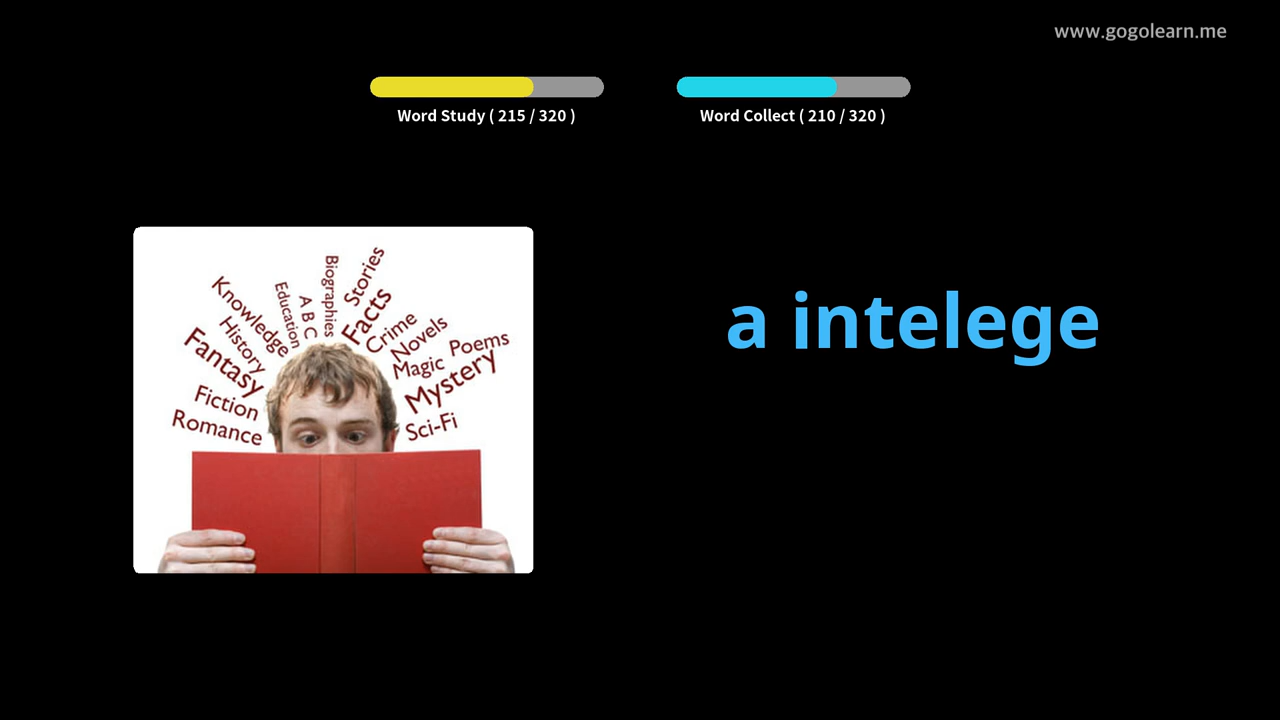 www.gogolearn.me
Word Study ( 215 / 320 )
Word Collect ( 210 / 320 )
a intelege
Biographies
Stories
Education
A B C
Facts
Knowledge
Crime
History
Novels
Fantasy
Magic
Poems
Mystery
Fiction
Romance
Sci-Fi